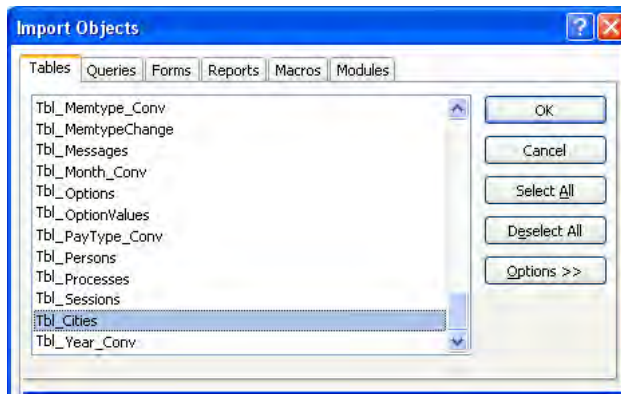 Import Objects
Tables Queries Forms Reports Macros Modules
Tbl_Memtype_Conv
Tbl_MemtypeChange
Tbl_Messages
Tbl_Month_Conv
Tbl_Options
Tbl_OptionValues
Tbl_PayType_Conv
Tbl_Persons
Tbl_Processes
Tbl_Sessions
Tbl_Cities
Tbl_Year_Conv
OK
Cancel
Select All
Deselect All
Options >>